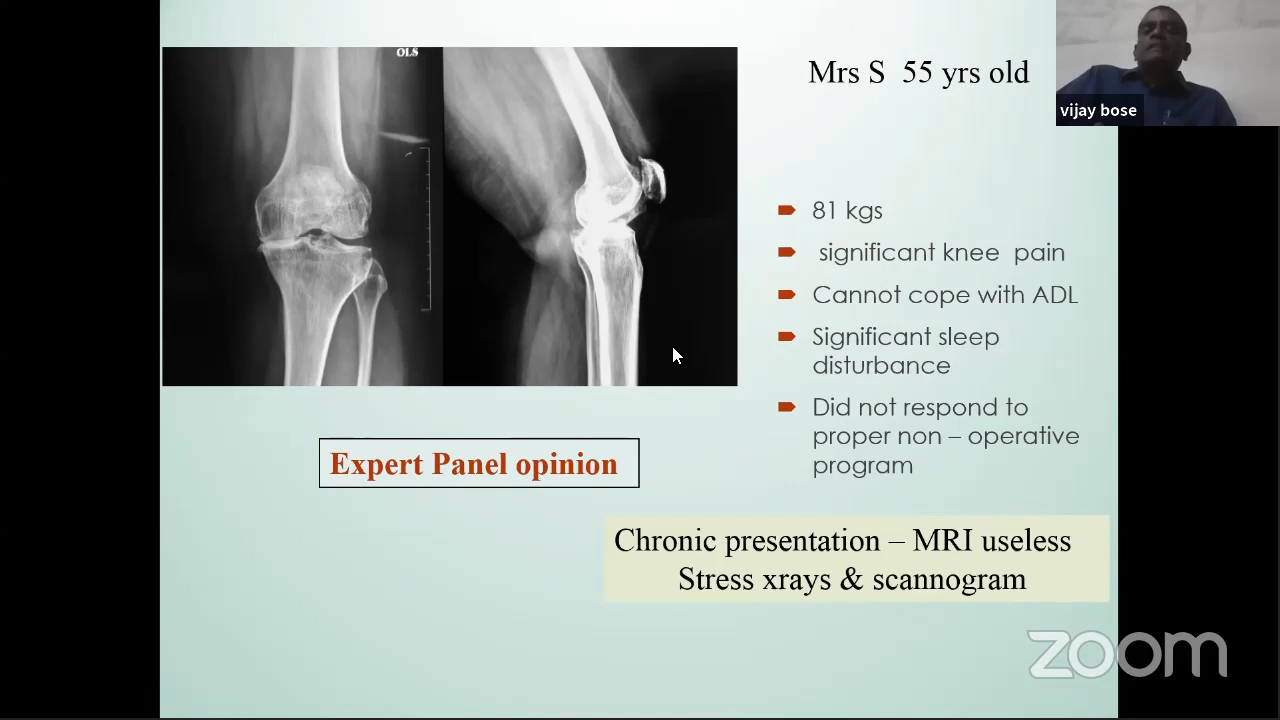 OLS
Mrs S 55 yrs old
vijay bose
81 kgs
significant knee pain
Cannot cope with ADL
Significant sleep
disturbance
Did not respond to
proper non – operative
program
Expert Panel opinion
Chronic presentation – MRI useless
Stress xrays & scannogram
zoom